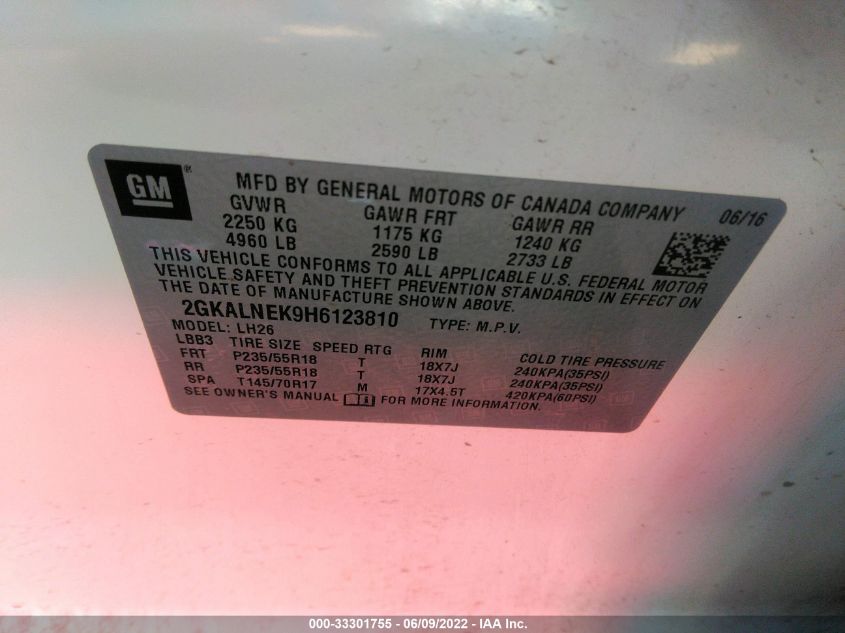 GM® MFD BY GENERAL MOTORS OF CANADA COMPANY 06/16
GVWR GAWR FRT GAWR RR
2250 KG 1175 KG 1240 KG
4960 LB 2590 LB 2733 LB
THIS VEHICLE CONFORMS TO ALL APPLICABLE U.S. FEDERAL MOTOR
VEHICLE SAFETY AND THEFT PREVENTION STANDARDS IN EFFECT ON
THE DATE OF MANUFACTURE SHOWN ABOVE.
2GKALNEK9H6123810 TYPE: M.P.V.
MODEL: LH26
LBB3 TIRE SIZE SPEED RTG RIM COLD TIRE PRESSURE
FRT P235/55R18 T 18X7J 240KPA(35PSI)
RR P235/55R18 T 18X7J 240KPA(35PSI)
SPA T145/70R17 M 17X4.5T 420KPA(60PSI)
SEE OWNER'S MANUAL i FOR MORE INFORMATION.
000-33301755 - 06/09/2022 - IAA Inc.